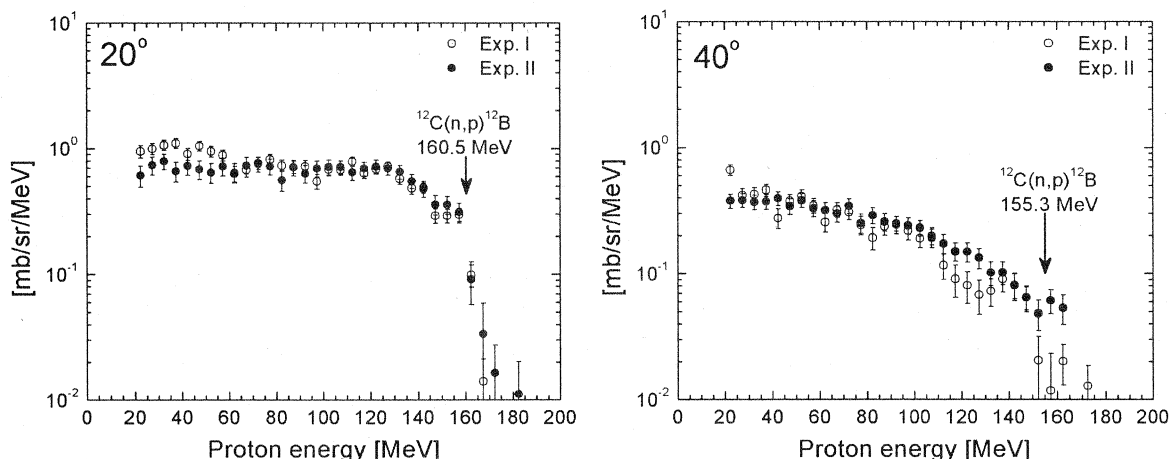 20°
Exp. I
Exp. II
¹²C(n,p)¹²B
160.5 MeV
10¹
10⁰
10⁻¹
10⁻²
[mb/sr/MeV]
0 20 40 60 80 100 120 140 160 180 200
Proton energy [MeV]
40°
Exp. I
Exp. II
¹²C(n,p)¹²B
155.3 MeV
10¹
10⁰
10⁻¹
10⁻²
[mb/sr/MeV]
0 20 40 60 80 100 120 140 160 180 200
Proton energy [MeV]